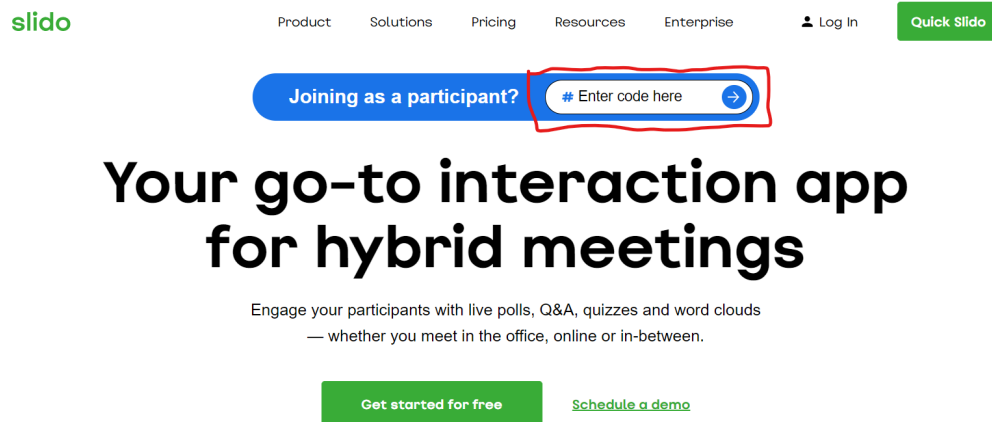 slido
Product Solutions Pricing Resources Enterprise Log In Quick Slido
Joining as a participant? # Enter code here
Your go-to interaction app
for hybrid meetings
Engage your participants with live polls, Q&A, quizzes and word clouds
— whether you meet in the office, online or in-between.
Get started for free Schedule a demo